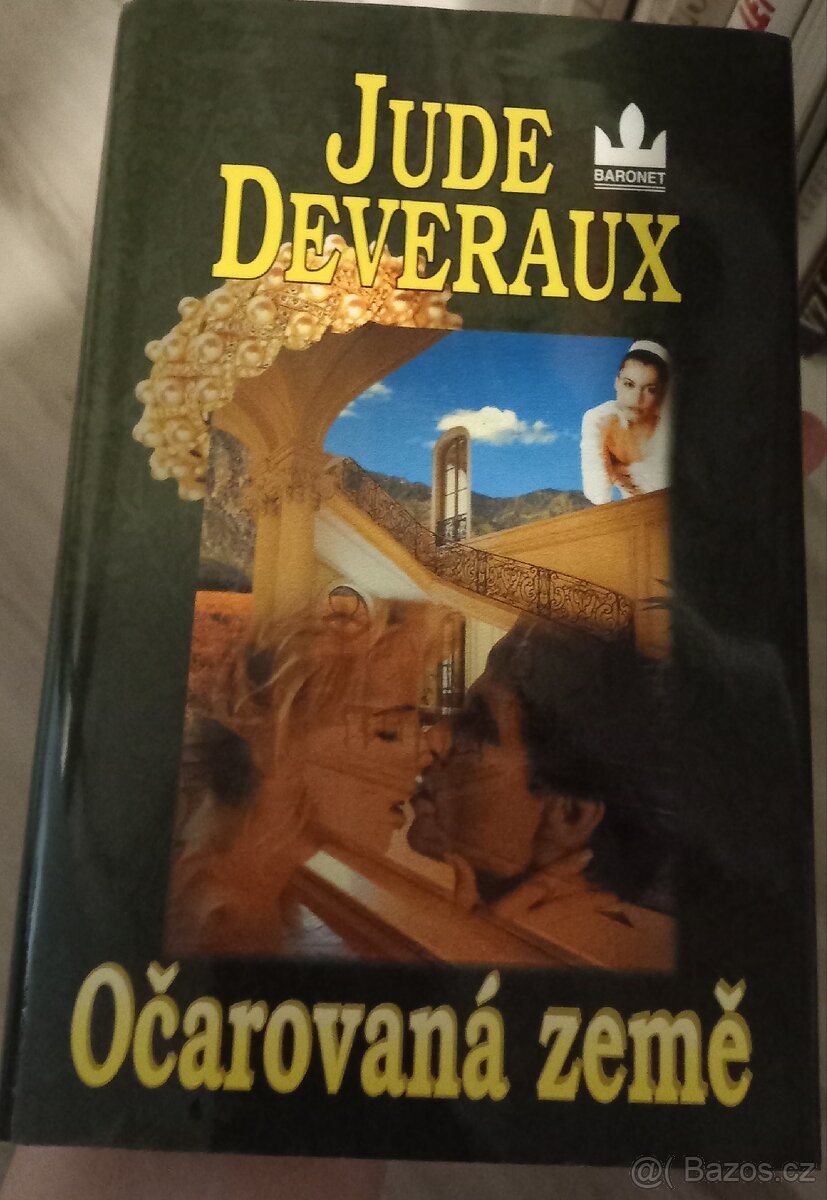 JUDE
DEVERAUX
BARONET
Očarovaná země
@( Bazos.cz